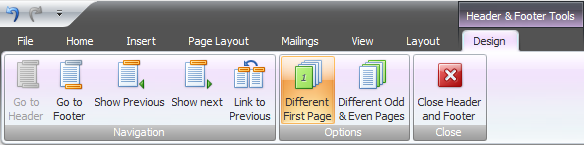 Header & Footer Tools
File Home Insert Page Layout Mailings View Layout Design
Go to Go to Show Previous Show next Link to Different Different Odd Close Header
Header Footer Previous First Page & Even Pages and Footer
Navigation Options Close